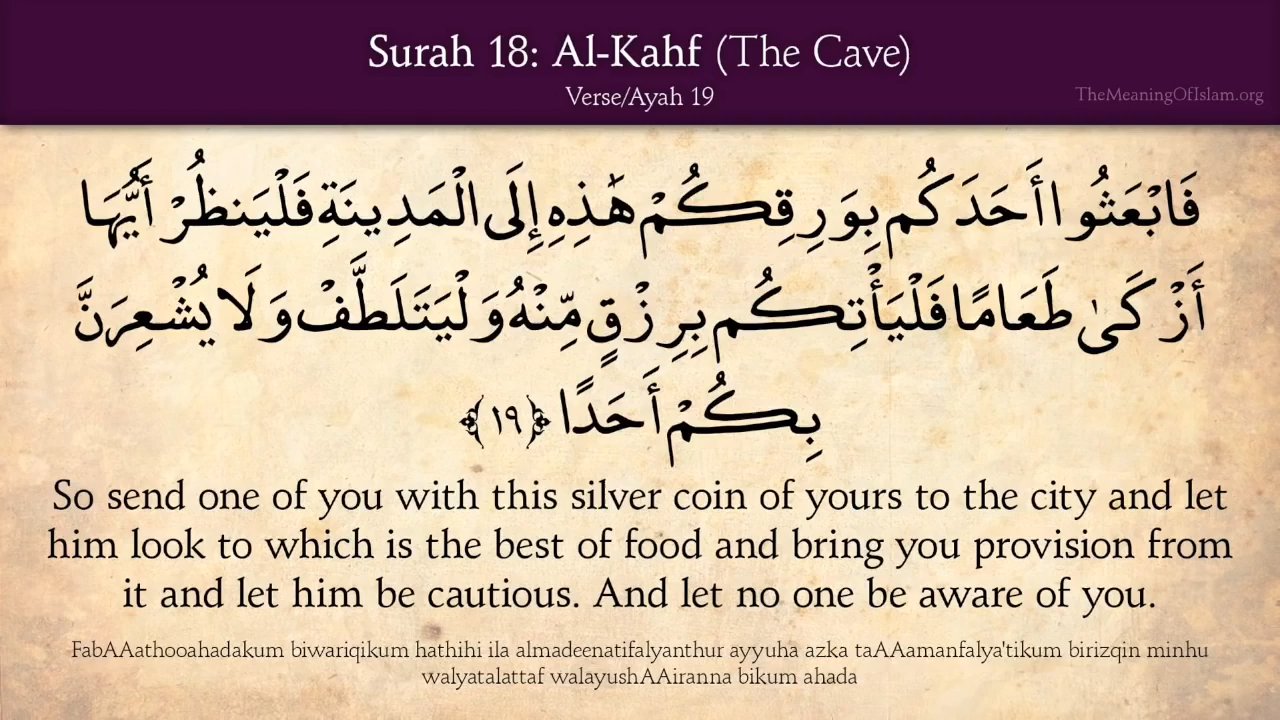 Surah 18: Al-Kahf (The Cave)
Verse/Ayah 19
TheMeaningOfIslam.org
فَابْعَثُوا أَحَدَكُم بِوَرِقِكُمْ هَٰذِهِ إِلَى الْمَدِينَةِ فَلْيَنظُرْ أَيُّهَا
أَزْكَىٰ طَعَامًا فَلْيَأْتِكُم بِرِزْقٍ مِّنْهُ وَلْيَتَلَطَّفْ وَلَا يُشْعِرَنَّ
بِكُمْ أَحَدًا ﴿١٩﴾
So send one of you with this silver coin of yours to the city and let
him look to which is the best of food and bring you provision from
it and let him be cautious. And let no one be aware of you.
FabAAathooahadakum biwariqikum hathihi ila almadeenatifalyanthur ayyuha azka taAAamanfalya'tikum birizqin minhu
walyatalattaf walayushAAiranna bikum ahada